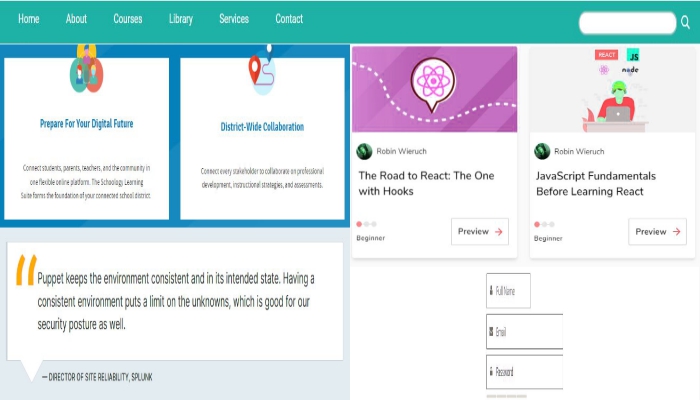 Home About Courses Library Services Contact
Prepare For Your Digital Future
Connect students, parents, teachers, and the community in
one flexible online platform. The Schoology Learning
Suite forms the foundation of your connected school district
District-Wide Collaboration
Connect every stakeholder to collaborate on professional
development, instructional strategies, and assessments.
“Puppet keeps the environment consistent and in its intended state. Having a
consistent environment puts a limit on the unknowns, which is good for our
security posture as well.
— DIRECTOR OF SITE RELIABILITY, SPLUNK
Robin Wieruch
The Road to React: The One
with Hooks
Beginner
Preview
REACT
JS
node
Robin Wieruch
JavaScript Fundamentals
Before Learning React
Beginner
Preview
Full Name
Email
Password